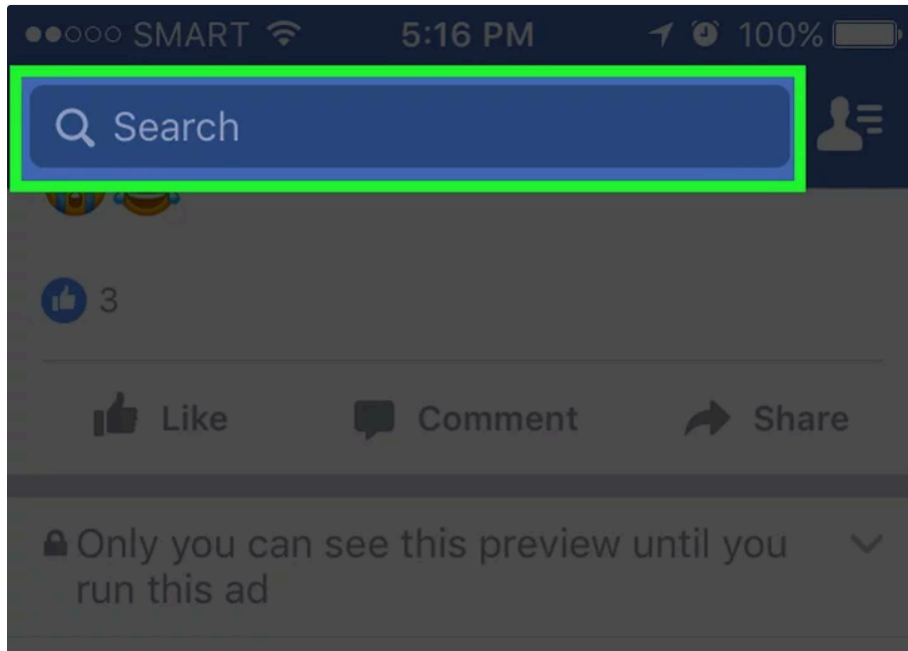 SMART 5:16 PM 100%
Search
3
Like Comment Share
Only you can see this preview until you
run this ad